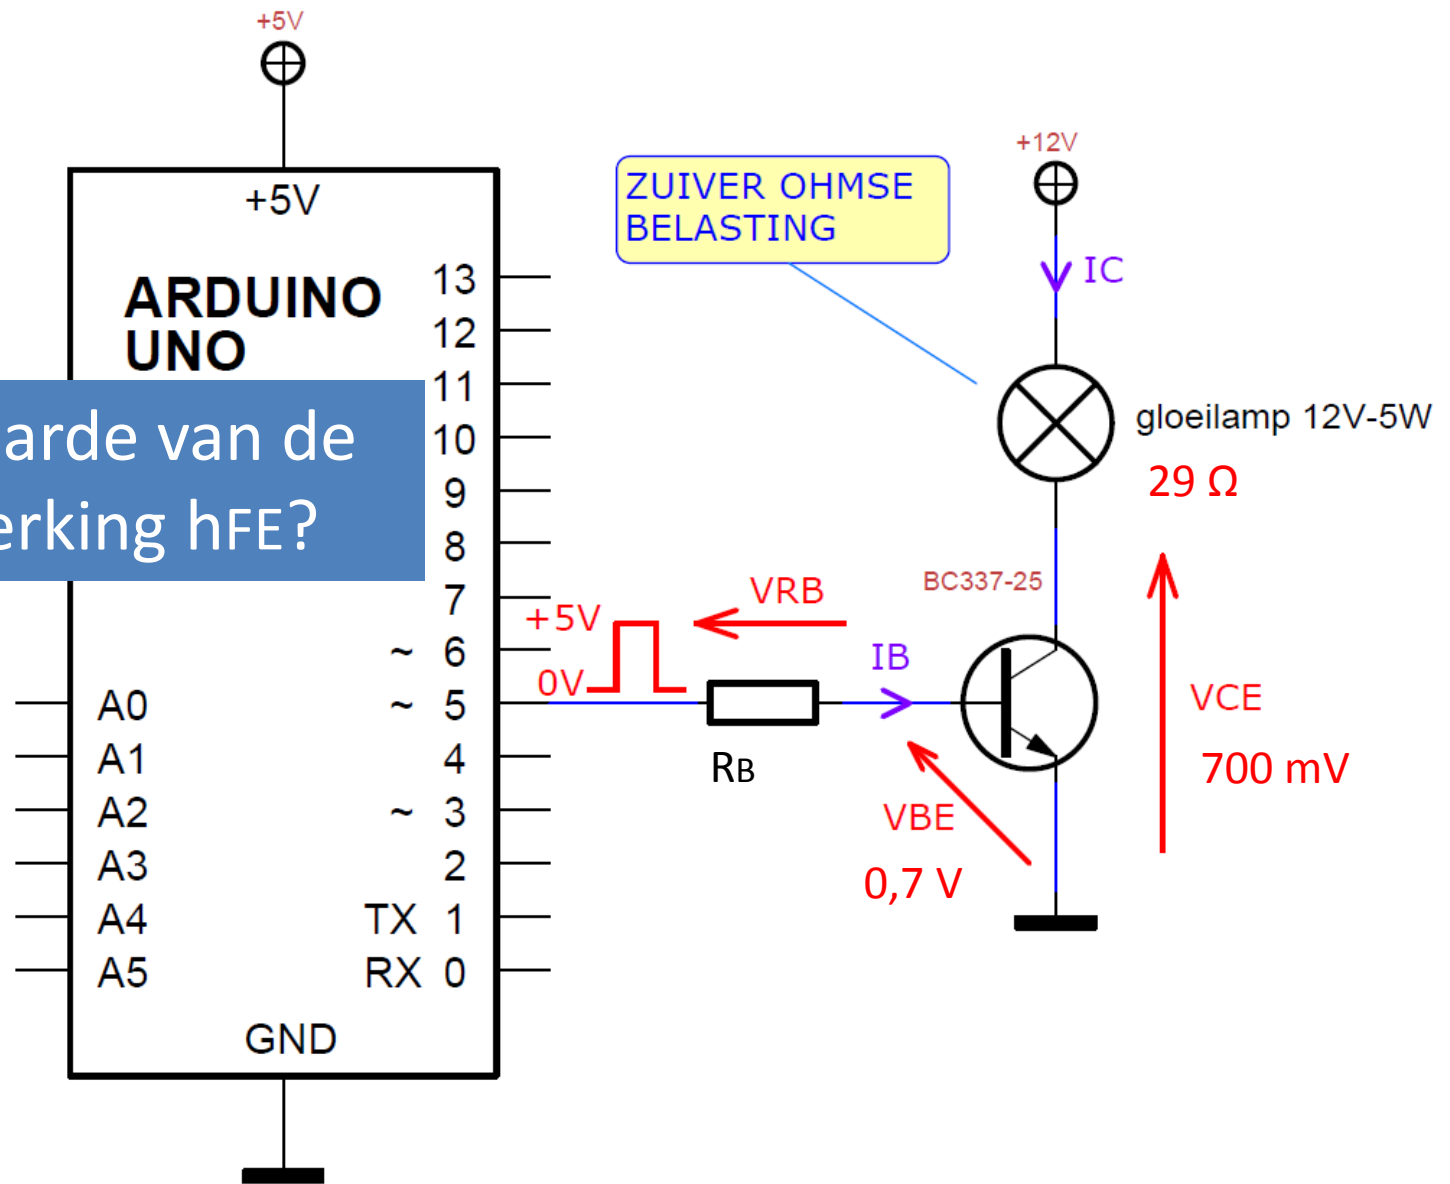 +5V
+5V
ARDUINO
UNO
13
12
11
10
9
8
7
~ 6
~ 5
4
~ 3
2
TX 1
RX 0
A0
A1
A2
A3
A4
A5
GND
arde van de
erking hFE?
ZUIVER OHMSE
BELASTING
+12V
IC
gloeilamp 12V-5W
29 Ω
BC337-25
VRB
+5V
0V
IB
RB
VBE
0,7 V
VCE
700 mV